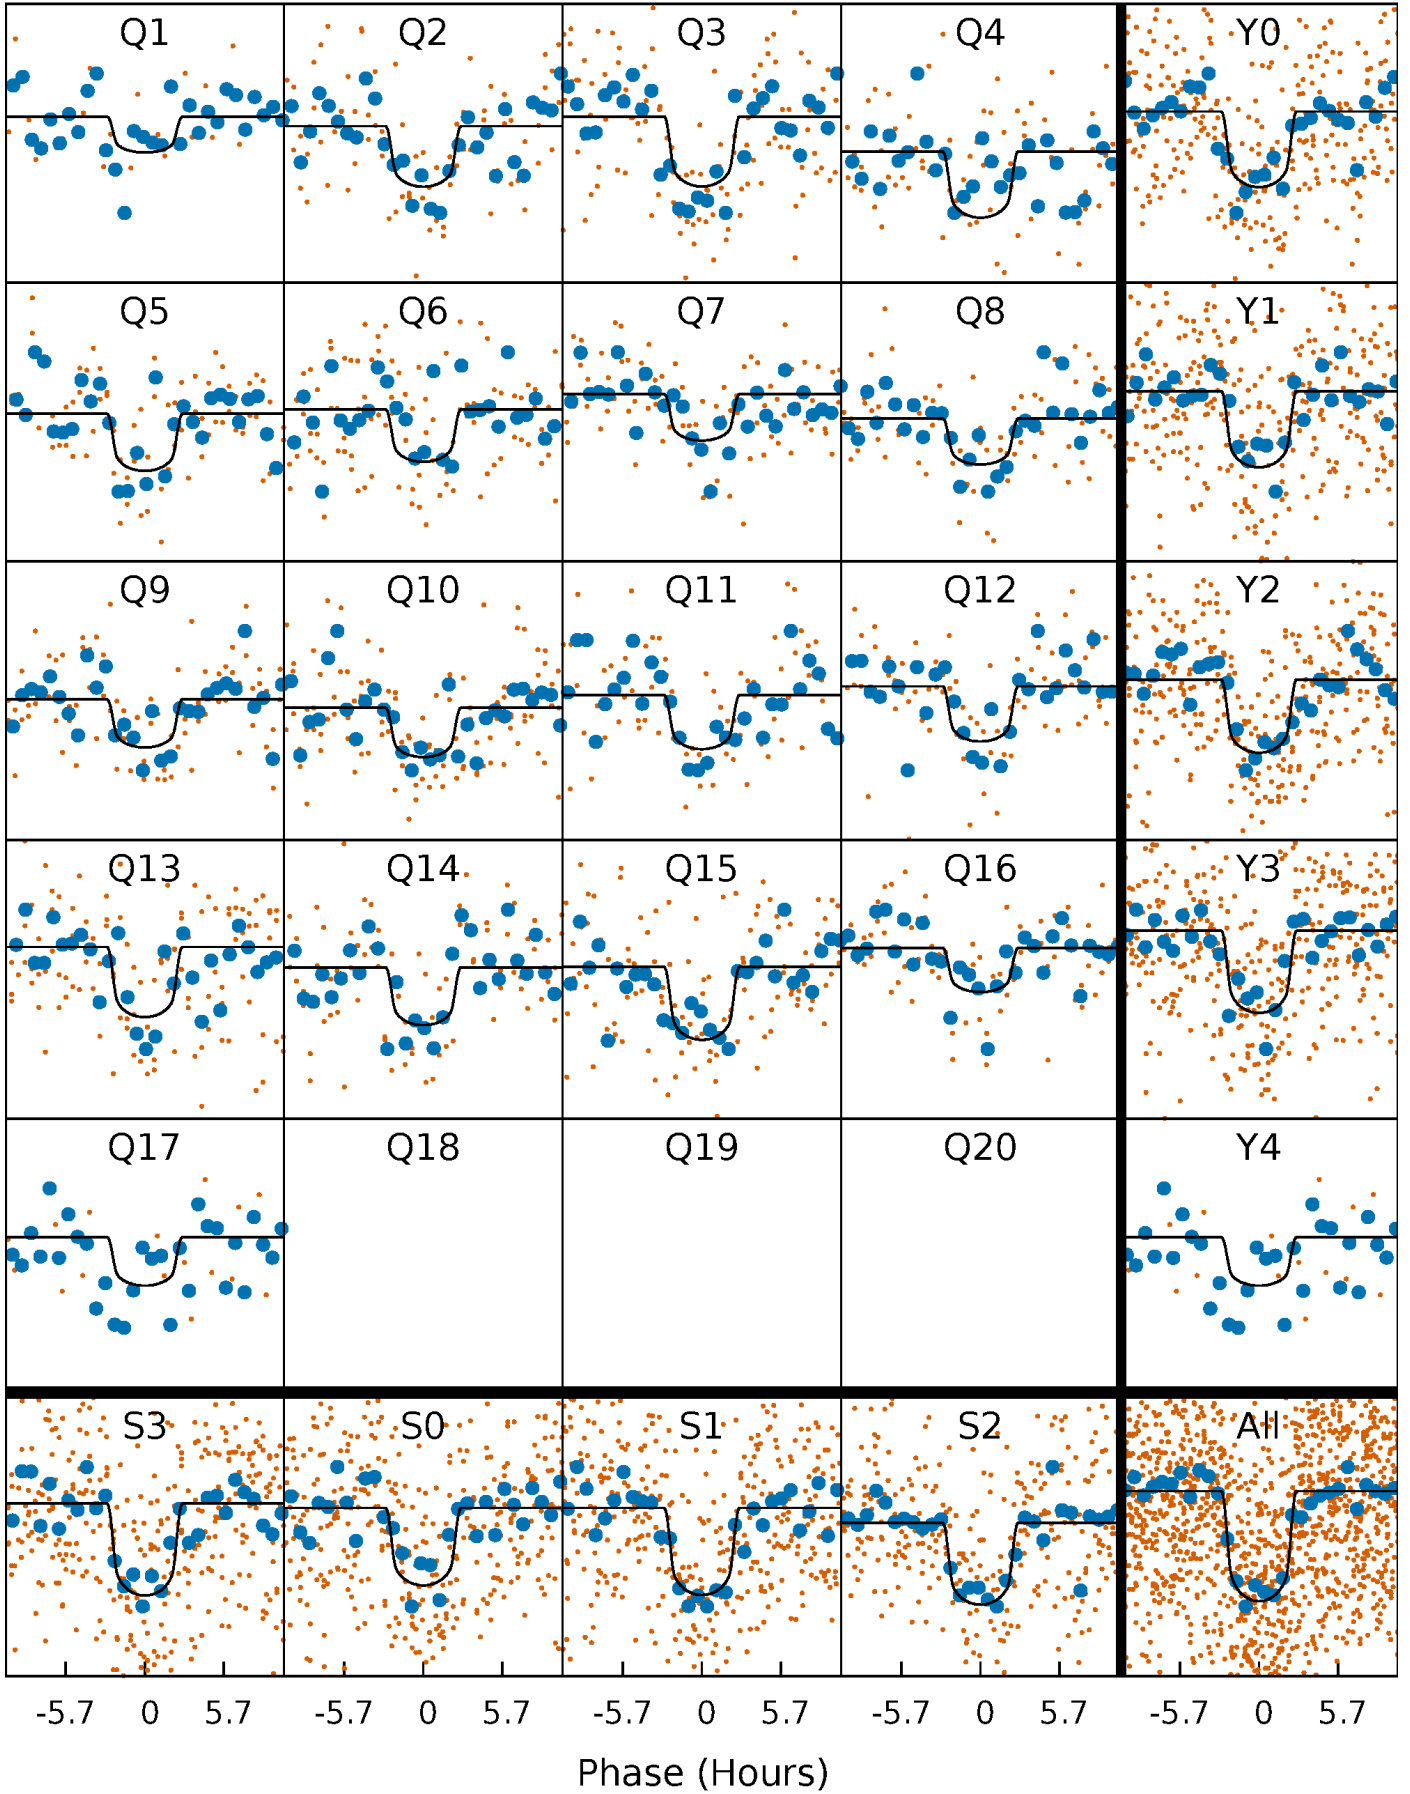 Q1 Q2 Q3 Q4 Y0
Q5 Q6 Q7 Q8 Y1
Q9 Q10 Q11 Q12 Y2
Q13 Q14 Q15 Q16 Y3
Q17 Q18 Q19 Q20 Y4
S3 S0 S1 S2 All
-5.7 0 5.7 -5.7 0 5.7 -5.7 0 5.7 -5.7 0 5.7 -5.7 0 5.7
Phase (Hours)